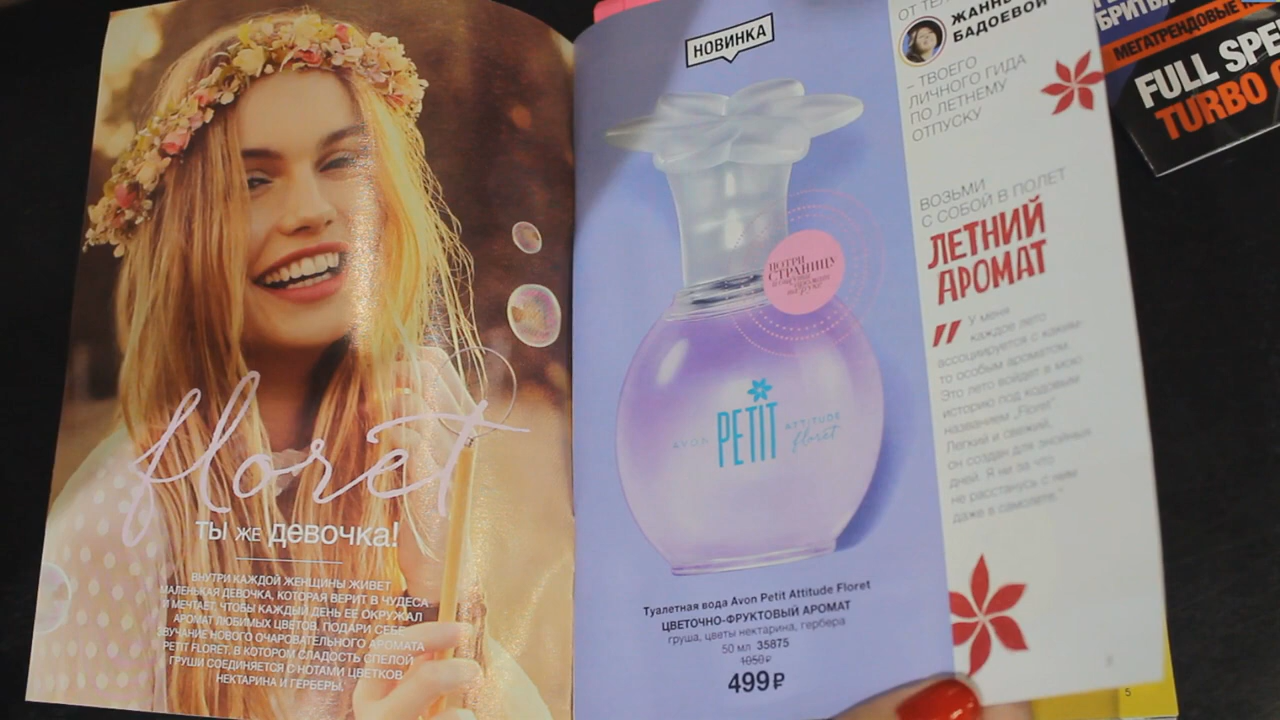 floret
ТЫ ЖЕ ДЕВОЧКА!
ВНУТРИ КАЖДОЙ ЖЕНЩИНЫ ЖИВЕТ
МАЛЕНЬКАЯ ДЕВОЧКА, КОТОРАЯ ВЕРИТ В ЧУДЕСА
И МЕЧТАЕТ, ЧТОБЫ КАЖДЫЙ ДЕНЬ ЕЕ ОКРУЖАЛ
АРОМАТ ЛЮБИМЫХ ЦВЕТОВ. ПОДАРИ СЕБЕ
ЗВУЧАНИЕ НОВОГО ОЧАРОВАТЕЛЬНОГО АРОМАТА
PETIT FLORET, В КОТОРОМ СЛАДОСТЬ СПЕЛОЙ
ГРУШИ СОЕДИНЯЕТСЯ С НОТАМИ ЦВЕТКОВ
НЕКТАРИНА И ГЕРБЕРЫ.
НОВИНКА
ПОТРИ
СТРАНИЦУ
AVON PETIT ATTITUDE
floret
Туалетная вода Avon Petit Attitude Floret
ЦВЕТОЧНО-ФРУКТОВЫЙ АРОМАТ
груша, цветы нектарина, гербера
50 мл 35875
1050₽
499₽
БАДОЕВОЙ
– ТВОЕГО
ЛИЧНОГО ГИДА
ПО ЛЕТНЕМУ
ОТПУСКУ
ВОЗЬМИ
С СОБОЙ В ПОЛЕТ
ЛЕТНИЙ
АРОМАТ
"У меня
каждое лето
ассоциируется с каким-
то особым ароматом.
Это лето войдет в мою
историю под кодовым
названием „Floret".
Легкий и свежий,
он создан для знойных
дней. Я ни за что
не расстанусь с ним
даже в самолете."
МЕГАТРЕНДОВЫЕ
FULL SPE
TURBO
5